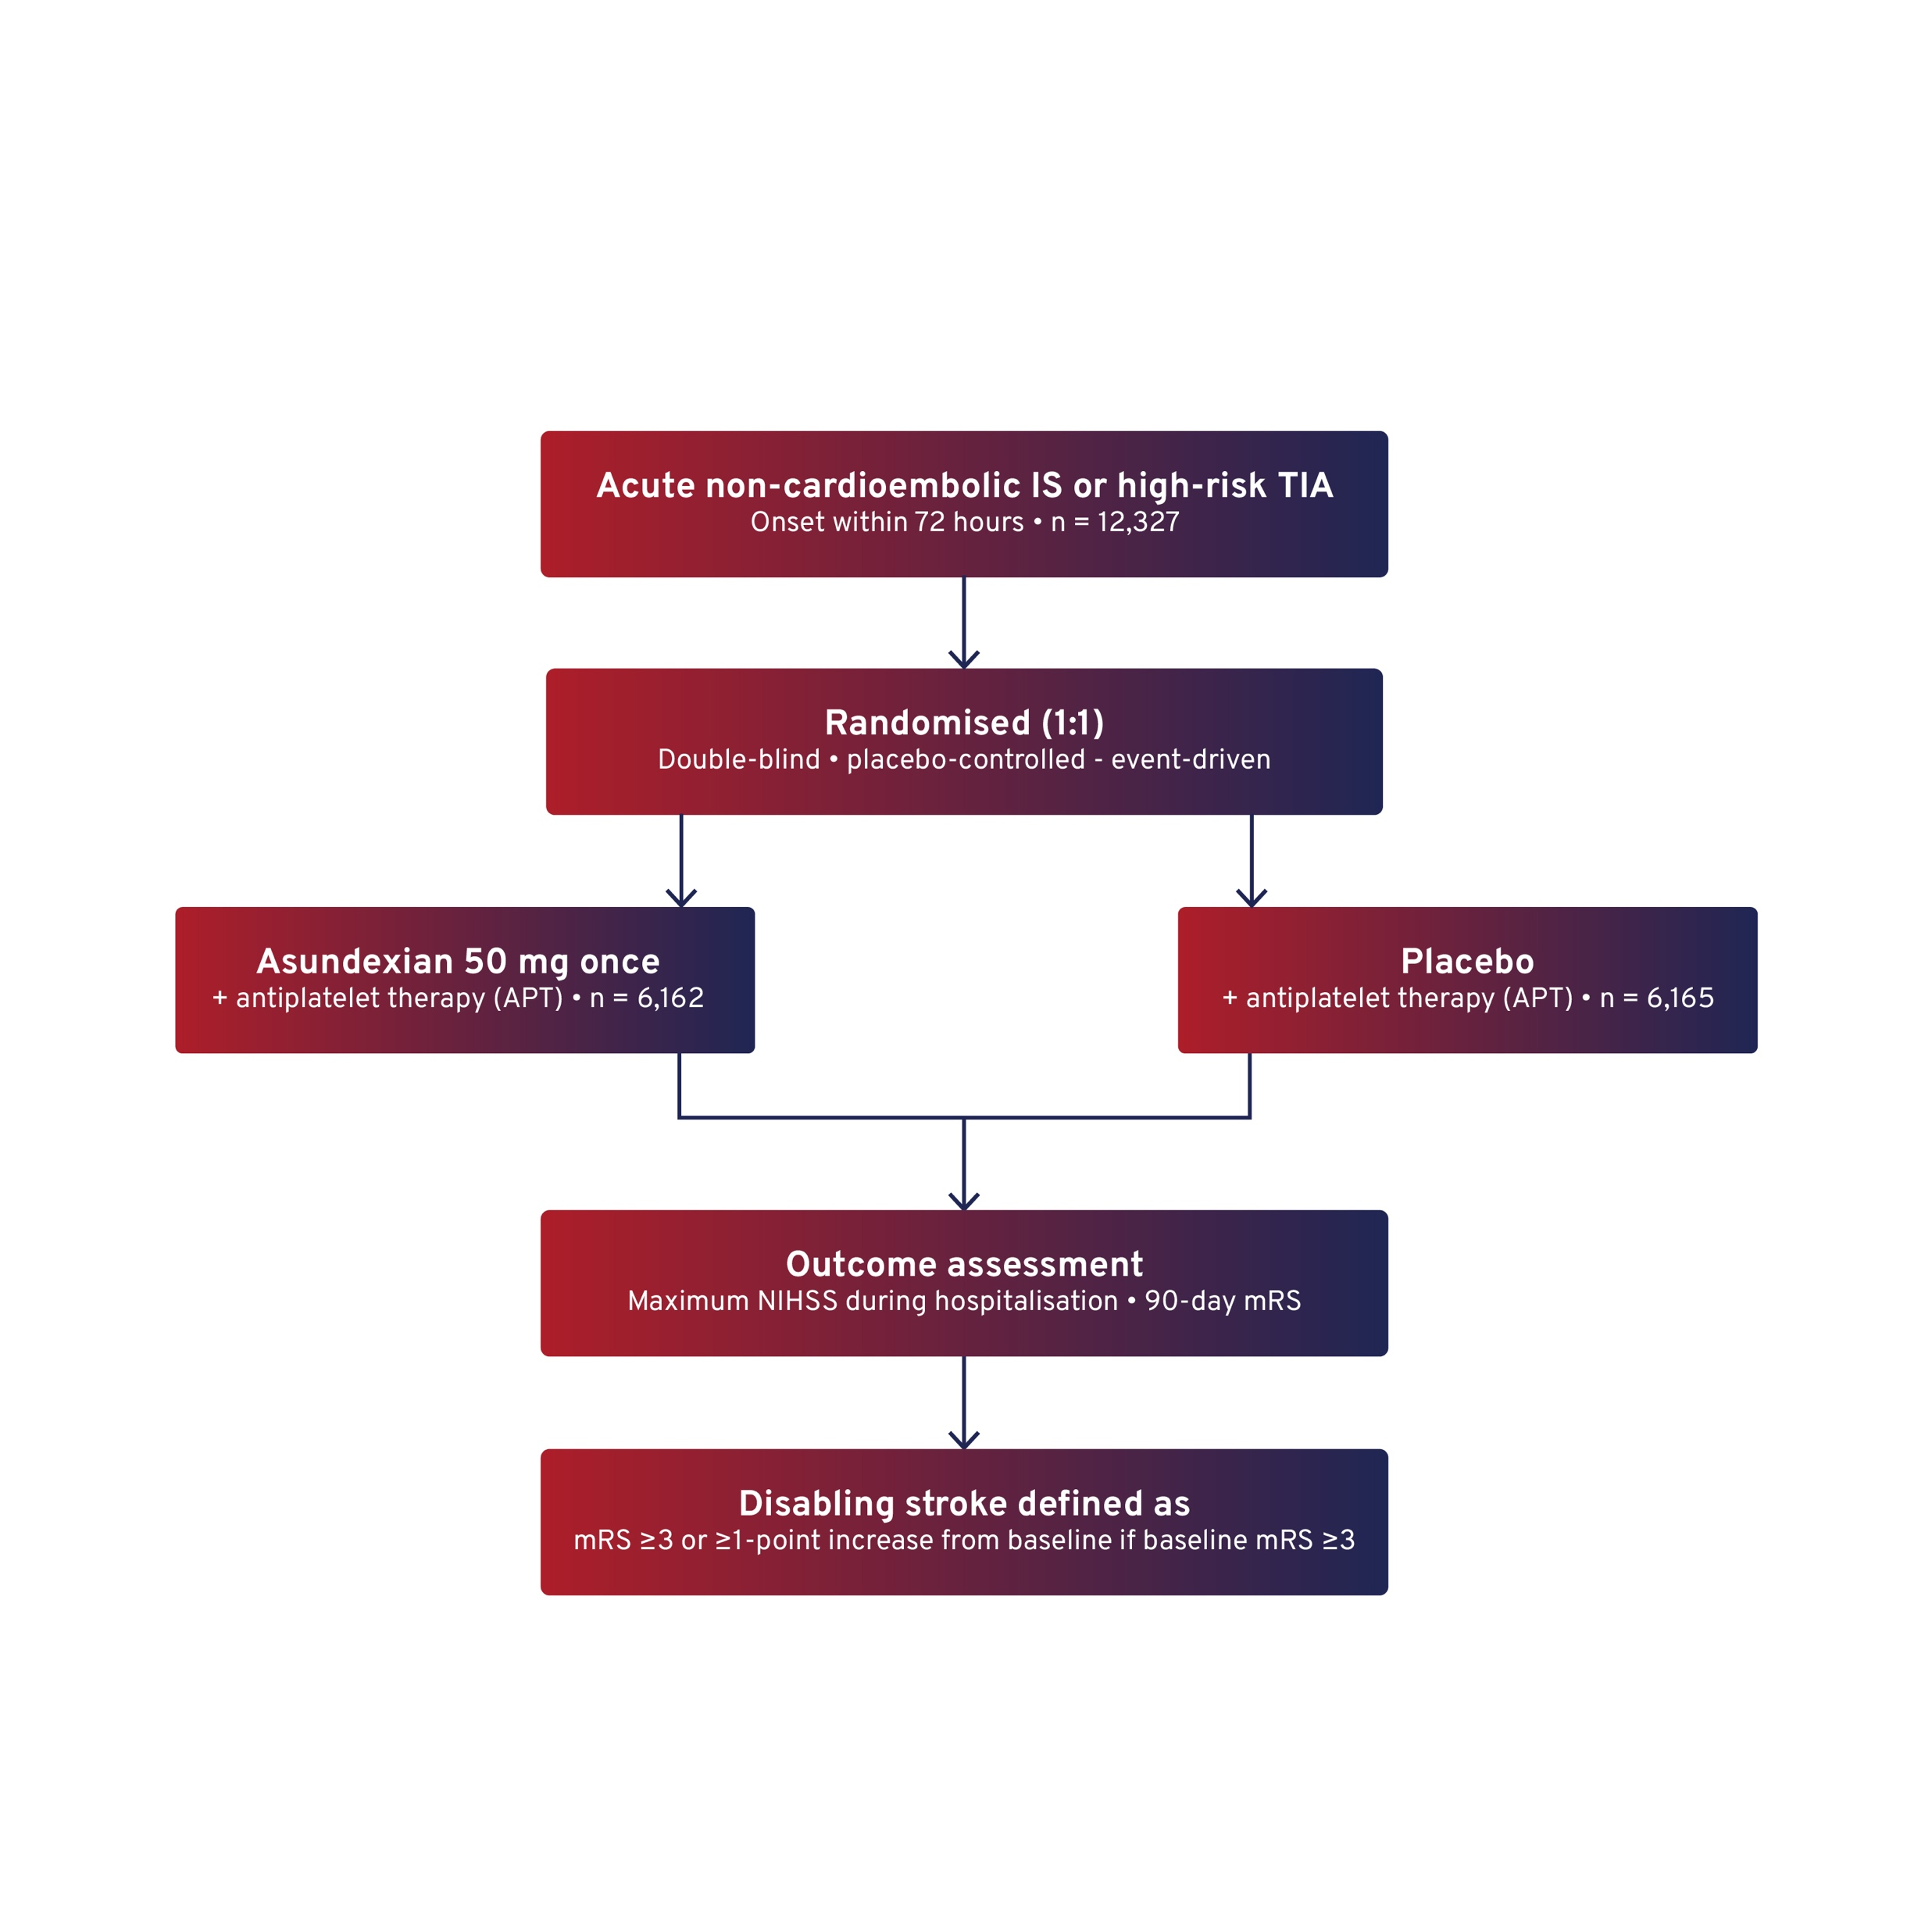 Acute non-cardioembolic IS or high-risk TIA
Onset within 72 hours • n = 12,327
Randomised (1:1)
Double-blind • placebo-controlled - event-driven
Asundexian 50 mg once
+ antiplatelet therapy (APT) • n = 6,162
Placebo
+ antiplatelet therapy (APT) • n = 6,165
Outcome assessment
Maximum NIHSS during hospitalisation • 90-day mRS
Disabling stroke defined as
mRS ≥3 or ≥1-point increase from baseline if baseline mRS ≥3